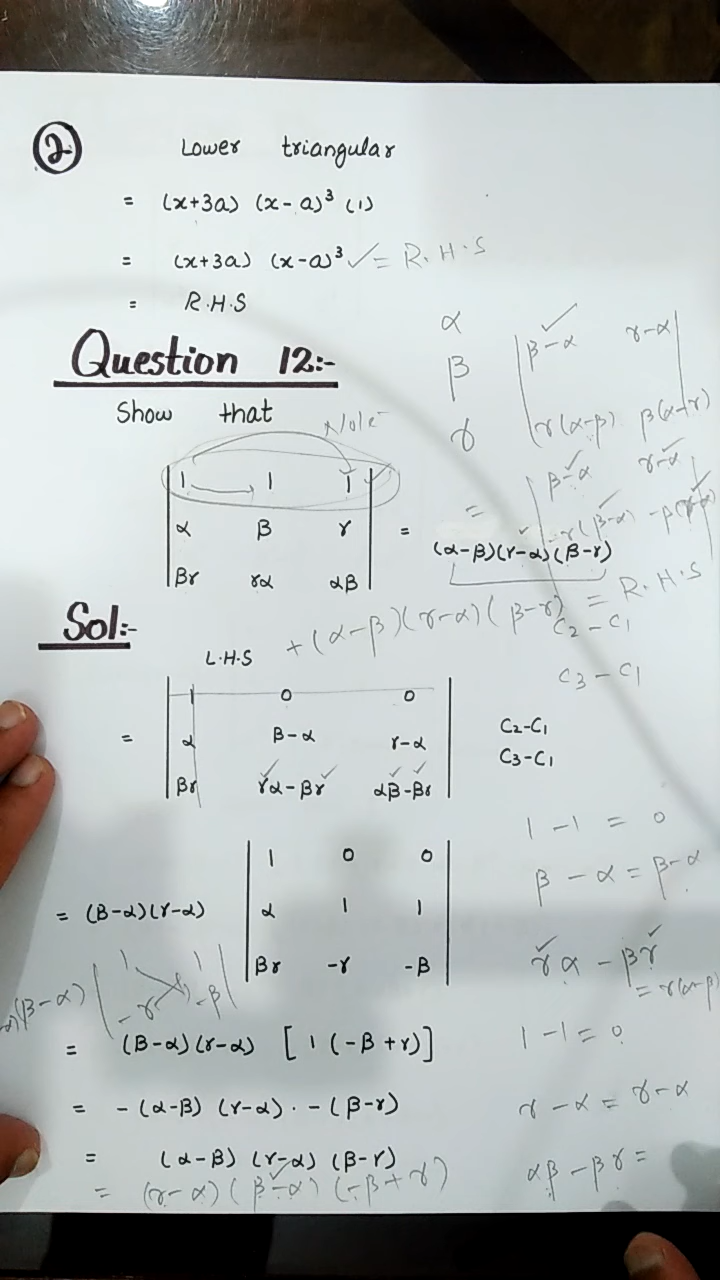 2 Lower triangular
= (x+3a) (x-a)³ (1)
= (x+3a) (x-a)³ ✓ = R.H.S
= R.H.S
Question 12:-
Show that
α
β
γ
|β-α γ-α|
|γ(α-β) β(α-γ)|
= |β-α γ-α|
|1 1 1|
|α β γ| = (α-β)(γ-α)(β-γ)
|βγ γα αβ|
+(α-β)(γ-α)(β-γ) = R.H.S
Sol:-
L.H.S
C₂-C₁
C₃-C₁
|1 0 0|
= |α β-α γ-α| C₂-C₁
|βγ γα-βγ αβ-βγ| C₃-C₁
1-1 = 0
β-α = β-α
γα-βγ
= γ(α-β)
|1 0 0|
= (β-α)(γ-α) |α 1 1|
|βγ -γ -β|
(β-α) |1 1|
|-γ -β|
= (β-α)(γ-α) [1(-β+γ)]
1-1 = 0
= -(α-β) (γ-α) · -(β-γ)
γ-α = γ-α
= (α-β) (γ-α) (β-γ)
αβ-βγ =
= (γ-α)(β-α)(-β+γ)